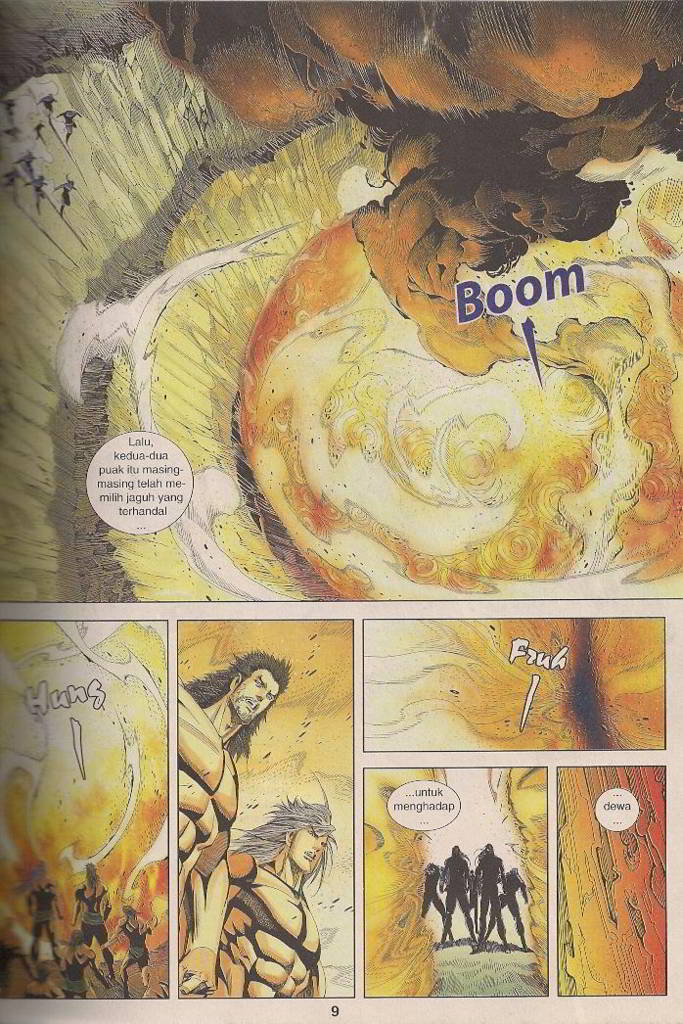 Boom
Lalu,
kedua-dua
puak itu masing-
masing telah me-
milih jaguh yang
terhandal
...
Hung
Fruh
...untuk
menghadap
...
...
dewa
...
9